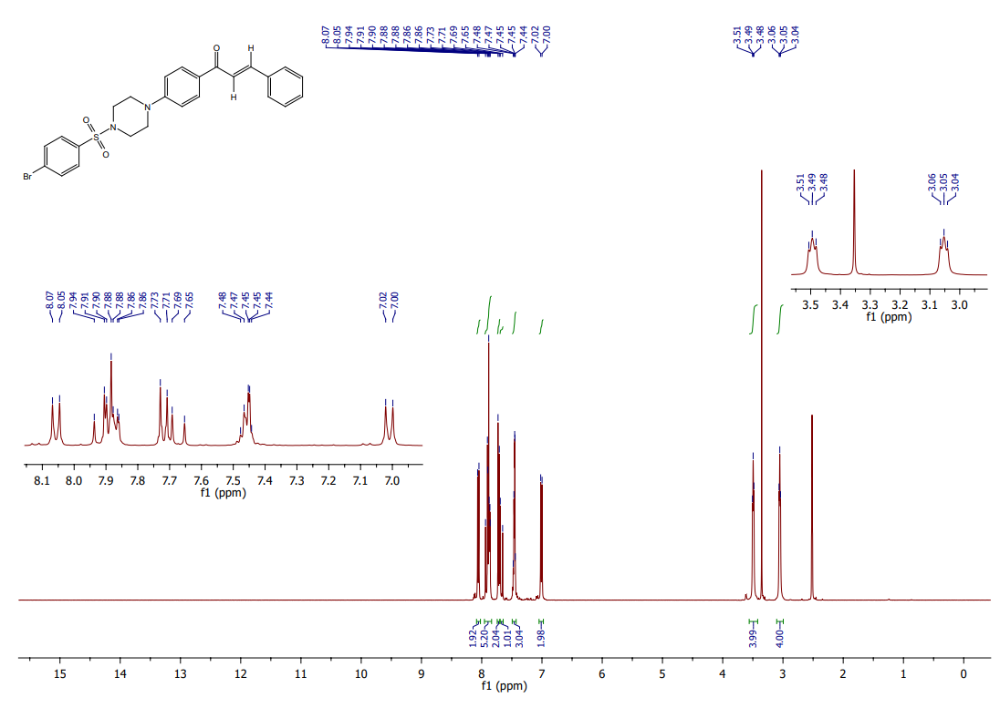 8.07 8.05 7.94 7.91 7.90 7.88 7.88 7.86 7.86 7.73 7.71 7.69 7.65 7.48 7.47 7.45 7.45 7.44 7.02 7.00 3.51 3.49 3.48 3.06 3.05 3.04
O H
H
N
O N
S
O
Br
3.51 3.49 3.48 3.06 3.05 3.04
3.5 3.4 3.3 3.2 3.1 3.0
f1 (ppm)
8.07 8.05 7.94 7.91 7.90 7.88 7.88 7.86 7.86 7.73 7.71 7.69 7.65 7.48 7.47 7.45 7.45 7.44 7.02 7.00
8.1 8.0 7.9 7.8 7.7 7.6 7.5 7.4 7.3 7.2 7.1 7.0
f1 (ppm)
1.92 5.20 2.04 1.01 3.04 1.98 3.99 4.00
15 14 13 12 11 10 9 8 7 6 5 4 3 2 1 0
f1 (ppm)